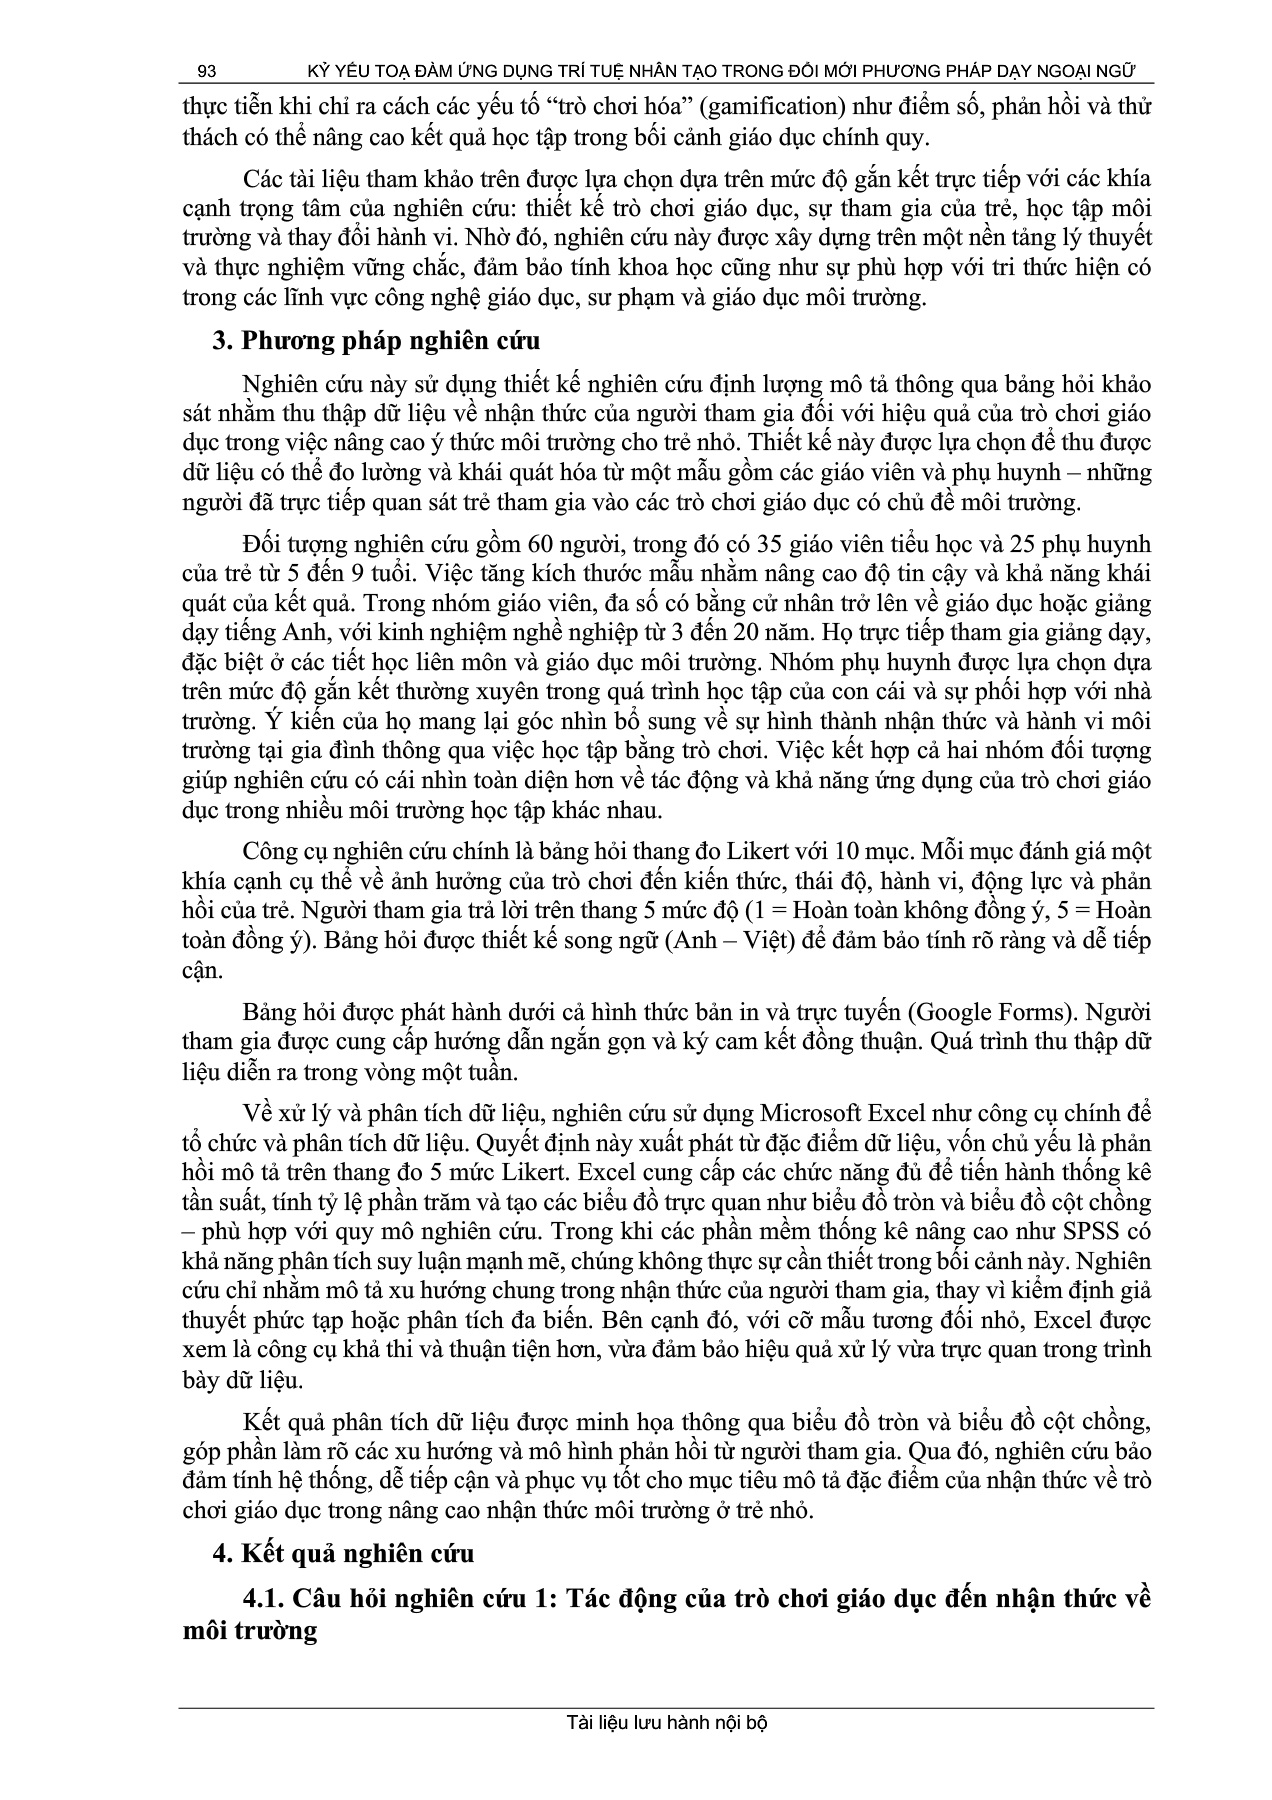 93 KỶ YẾU TOẠ ĐÀM ỨNG DỤNG TRÍ TUỆ NHÂN TẠO TRONG ĐỔI MỚI PHƯƠNG PHÁP DẠY NGOẠI NGỮ
thực tiễn khi chỉ ra cách các yếu tố “trò chơi hóa” (gamification) như điểm số, phản hồi và thử
thách có thể nâng cao kết quả học tập trong bối cảnh giáo dục chính quy.
Các tài liệu tham khảo trên được lựa chọn dựa trên mức độ gắn kết trực tiếp với các khía
cạnh trọng tâm của nghiên cứu: thiết kế trò chơi giáo dục, sự tham gia của trẻ, học tập môi
trường và thay đổi hành vi. Nhờ đó, nghiên cứu này được xây dựng trên một nền tảng lý thuyết
và thực nghiệm vững chắc, đảm bảo tính khoa học cũng như sự phù hợp với tri thức hiện có
trong các lĩnh vực công nghệ giáo dục, sư phạm và giáo dục môi trường.
3. Phương pháp nghiên cứu
Nghiên cứu này sử dụng thiết kế nghiên cứu định lượng mô tả thông qua bảng hỏi khảo
sát nhằm thu thập dữ liệu về nhận thức của người tham gia đối với hiệu quả của trò chơi giáo
dục trong việc nâng cao ý thức môi trường cho trẻ nhỏ. Thiết kế này được lựa chọn để thu được
dữ liệu có thể đo lường và khái quát hóa từ một mẫu gồm các giáo viên và phụ huynh – những
người đã trực tiếp quan sát trẻ tham gia vào các trò chơi giáo dục có chủ đề môi trường.
Đối tượng nghiên cứu gồm 60 người, trong đó có 35 giáo viên tiểu học và 25 phụ huynh
của trẻ từ 5 đến 9 tuổi. Việc tăng kích thước mẫu nhằm nâng cao độ tin cậy và khả năng khái
quát của kết quả. Trong nhóm giáo viên, đa số có bằng cử nhân trở lên về giáo dục hoặc giảng
dạy tiếng Anh, với kinh nghiệm nghề nghiệp từ 3 đến 20 năm. Họ trực tiếp tham gia giảng dạy,
đặc biệt ở các tiết học liên môn và giáo dục môi trường. Nhóm phụ huynh được lựa chọn dựa
trên mức độ gắn kết thường xuyên trong quá trình học tập của con cái và sự phối hợp với nhà
trường. Ý kiến của họ mang lại góc nhìn bổ sung về sự hình thành nhận thức và hành vi môi
trường tại gia đình thông qua việc học tập bằng trò chơi. Việc kết hợp cả hai nhóm đối tượng
giúp nghiên cứu có cái nhìn toàn diện hơn về tác động và khả năng ứng dụng của trò chơi giáo
dục trong nhiều môi trường học tập khác nhau.
Công cụ nghiên cứu chính là bảng hỏi thang đo Likert với 10 mục. Mỗi mục đánh giá một
khía cạnh cụ thể về ảnh hưởng của trò chơi đến kiến thức, thái độ, hành vi, động lực và phản
hồi của trẻ. Người tham gia trả lời trên thang 5 mức độ (1 = Hoàn toàn không đồng ý, 5 = Hoàn
toàn đồng ý). Bảng hỏi được thiết kế song ngữ (Anh – Việt) để đảm bảo tính rõ ràng và dễ tiếp
cận.
Bảng hỏi được phát hành dưới cả hình thức bản in và trực tuyến (Google Forms). Người
tham gia được cung cấp hướng dẫn ngắn gọn và ký cam kết đồng thuận. Quá trình thu thập dữ
liệu diễn ra trong vòng một tuần.
Về xử lý và phân tích dữ liệu, nghiên cứu sử dụng Microsoft Excel như công cụ chính để
tổ chức và phân tích dữ liệu. Quyết định này xuất phát từ đặc điểm dữ liệu, vốn chủ yếu là phản
hồi mô tả trên thang đo 5 mức Likert. Excel cung cấp các chức năng đủ để tiến hành thống kê
tần suất, tính tỷ lệ phần trăm và tạo các biểu đồ trực quan như biểu đồ tròn và biểu đồ cột chồng
– phù hợp với quy mô nghiên cứu. Trong khi các phần mềm thống kê nâng cao như SPSS có
khả năng phân tích suy luận mạnh mẽ, chúng không thực sự cần thiết trong bối cảnh này. Nghiên
cứu chỉ nhằm mô tả xu hướng chung trong nhận thức của người tham gia, thay vì kiểm định giả
thuyết phức tạp hoặc phân tích đa biến. Bên cạnh đó, với cỡ mẫu tương đối nhỏ, Excel được
xem là công cụ khả thi và thuận tiện hơn, vừa đảm bảo hiệu quả xử lý vừa trực quan trong trình
bày dữ liệu.
Kết quả phân tích dữ liệu được minh họa thông qua biểu đồ tròn và biểu đồ cột chồng,
góp phần làm rõ các xu hướng và mô hình phản hồi từ người tham gia. Qua đó, nghiên cứu bảo
đảm tính hệ thống, dễ tiếp cận và phục vụ tốt cho mục tiêu mô tả đặc điểm của nhận thức về trò
chơi giáo dục trong nâng cao nhận thức môi trường ở trẻ nhỏ.
4. Kết quả nghiên cứu
4.1. Câu hỏi nghiên cứu 1: Tác động của trò chơi giáo dục đến nhận thức về
môi trường
Tài liệu lưu hành nội bộ